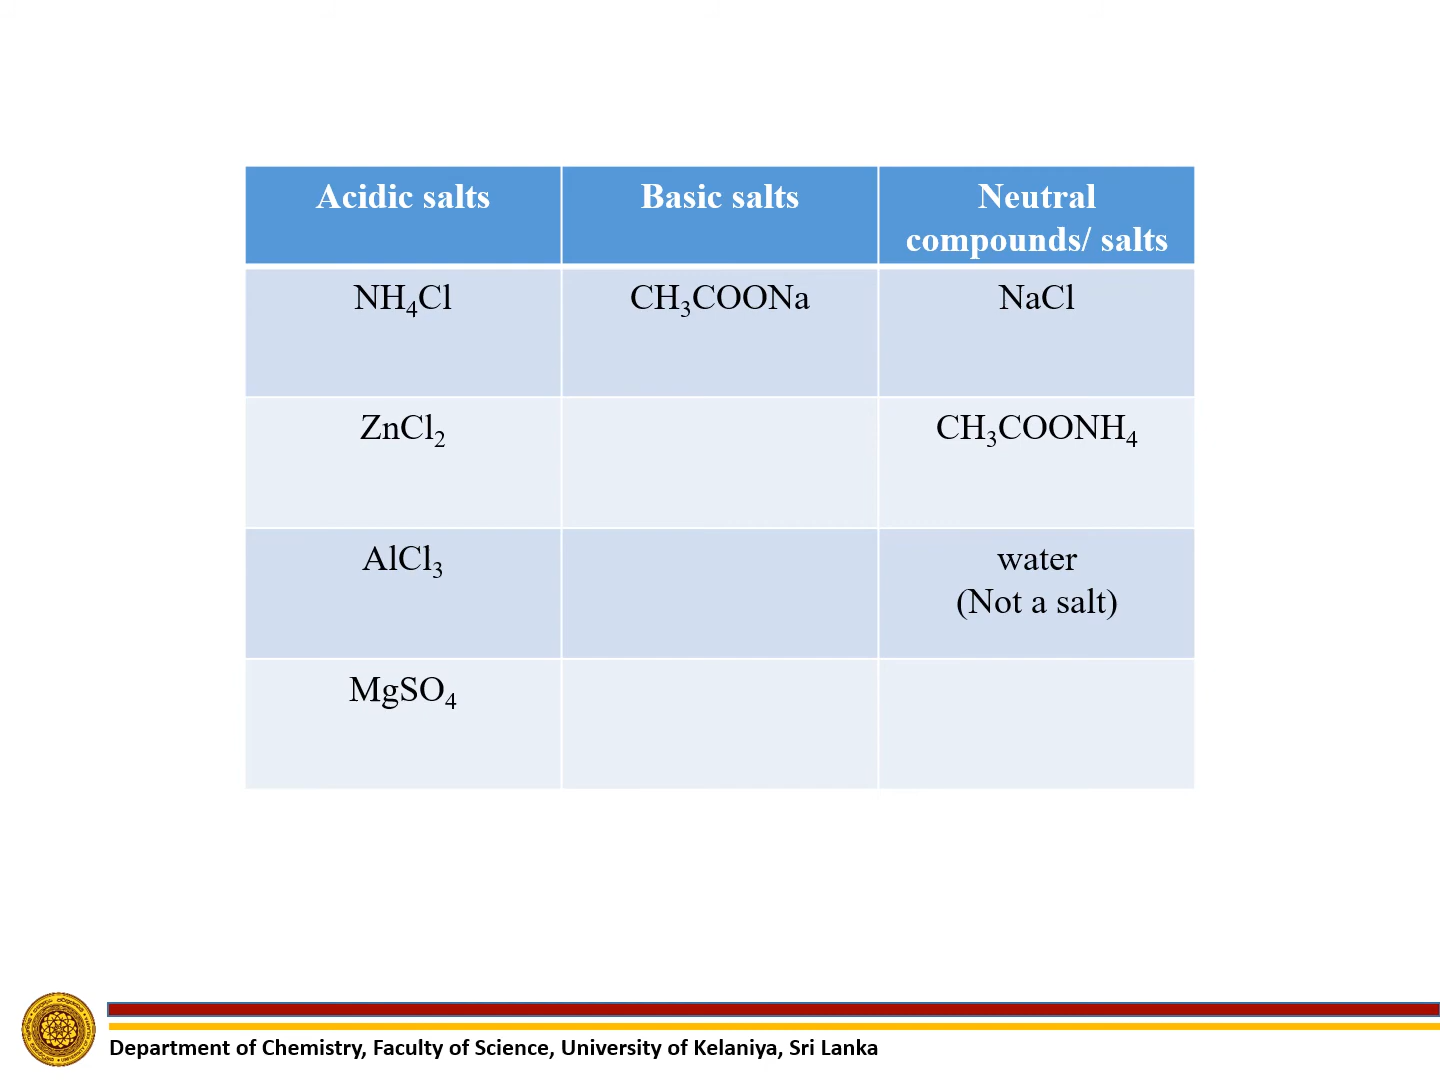 Acidic salts
Basic salts
Neutral
compounds/ salts
NH₄Cl
CH₃COONa
NaCl
ZnCl₂
CH₃COONH₄
AlCl₃
water
(Not a salt)
MgSO₄
Department of Chemistry, Faculty of Science, University of Kelaniya, Sri Lanka